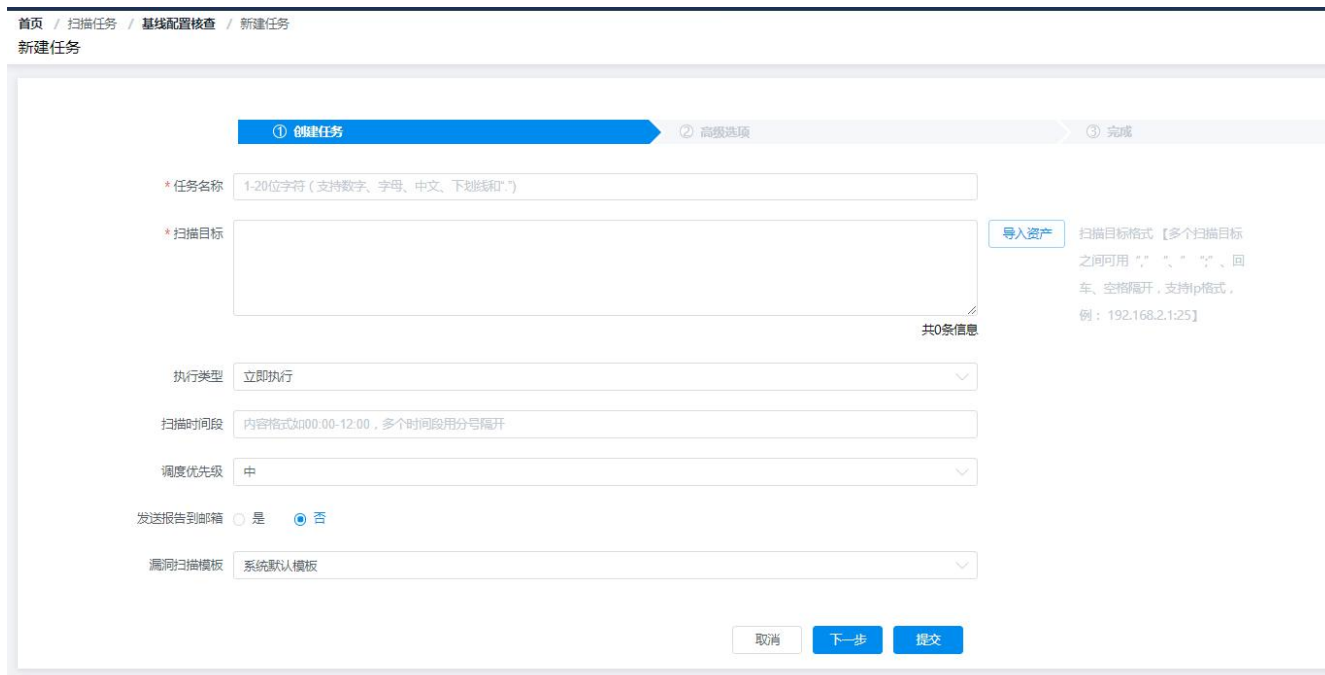 首页 / 扫描任务 / 基线配置核查 / 新建任务
新建任务
① 创建任务
② 高级选项
③ 完成
* 任务名称
1-20位字符 ( 支持数字、字母、中文、下划线和".")
* 扫描目标
导入资产
扫描目标格式 【多个扫描目标
之间可用 "," "、" ";" 、回
车、空格隔开，支持ip格式，
例： 192.168.2.1:25】
共0条信息
执行类型
立即执行
扫描时间段
内容格式如00:00-12:00，多个时间段用分号隔开
调度优先级
中
发送报告到邮箱
是
否
漏洞扫描模板
系统默认模板
取消
下一步
提交